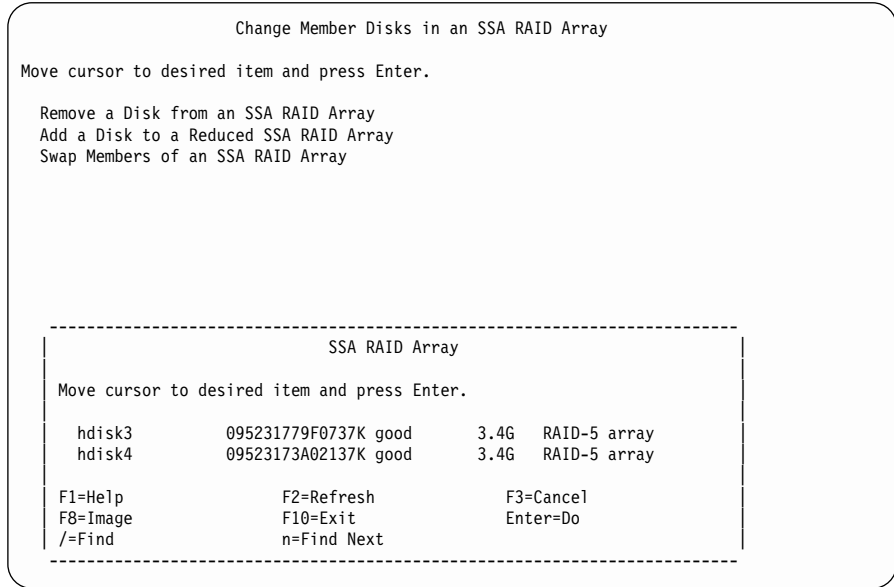 Change Member Disks in an SSA RAID Array
Move cursor to desired item and press Enter.
Remove a Disk from an SSA RAID Array
Add a Disk to a Reduced SSA RAID Array
Swap Members of an SSA RAID Array
SSA RAID Array
Move cursor to desired item and press Enter.
hdisk3 095231779F0737K good 3.4G RAID-5 array
hdisk4 09523173A02137K good 3.4G RAID-5 array
F1=Help F2=Refresh F3=Cancel
F8=Image F10=Exit Enter=Do
/=Find n=Find Next